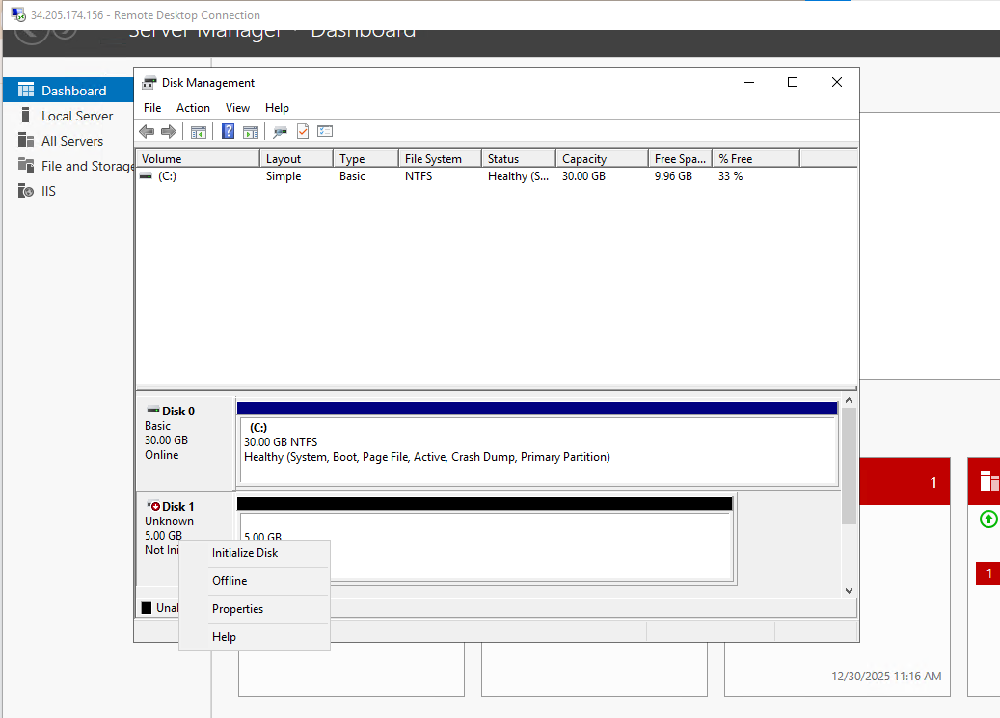 34.205.174.156 - Remote Desktop Connection
Server Manager • Dashboard
Dashboard
Local Server
All Servers
File and Storage
IIS
Disk Management
File Action View Help
Volume Layout Type File System Status Capacity Free Spa... % Free
(C:) Simple Basic NTFS Healthy (S... 30.00 GB 9.96 GB 33 %
Disk 0
Basic
30.00 GB
Online
(C:)
30.00 GB NTFS
Healthy (System, Boot, Page File, Active, Crash Dump, Primary Partition)
Disk 1
Unknown
5.00 GB
Not Ini
5.00 GB
Initialize Disk
Offline
Properties
Help
Unal
1
1
12/30/2025 11:16 AM